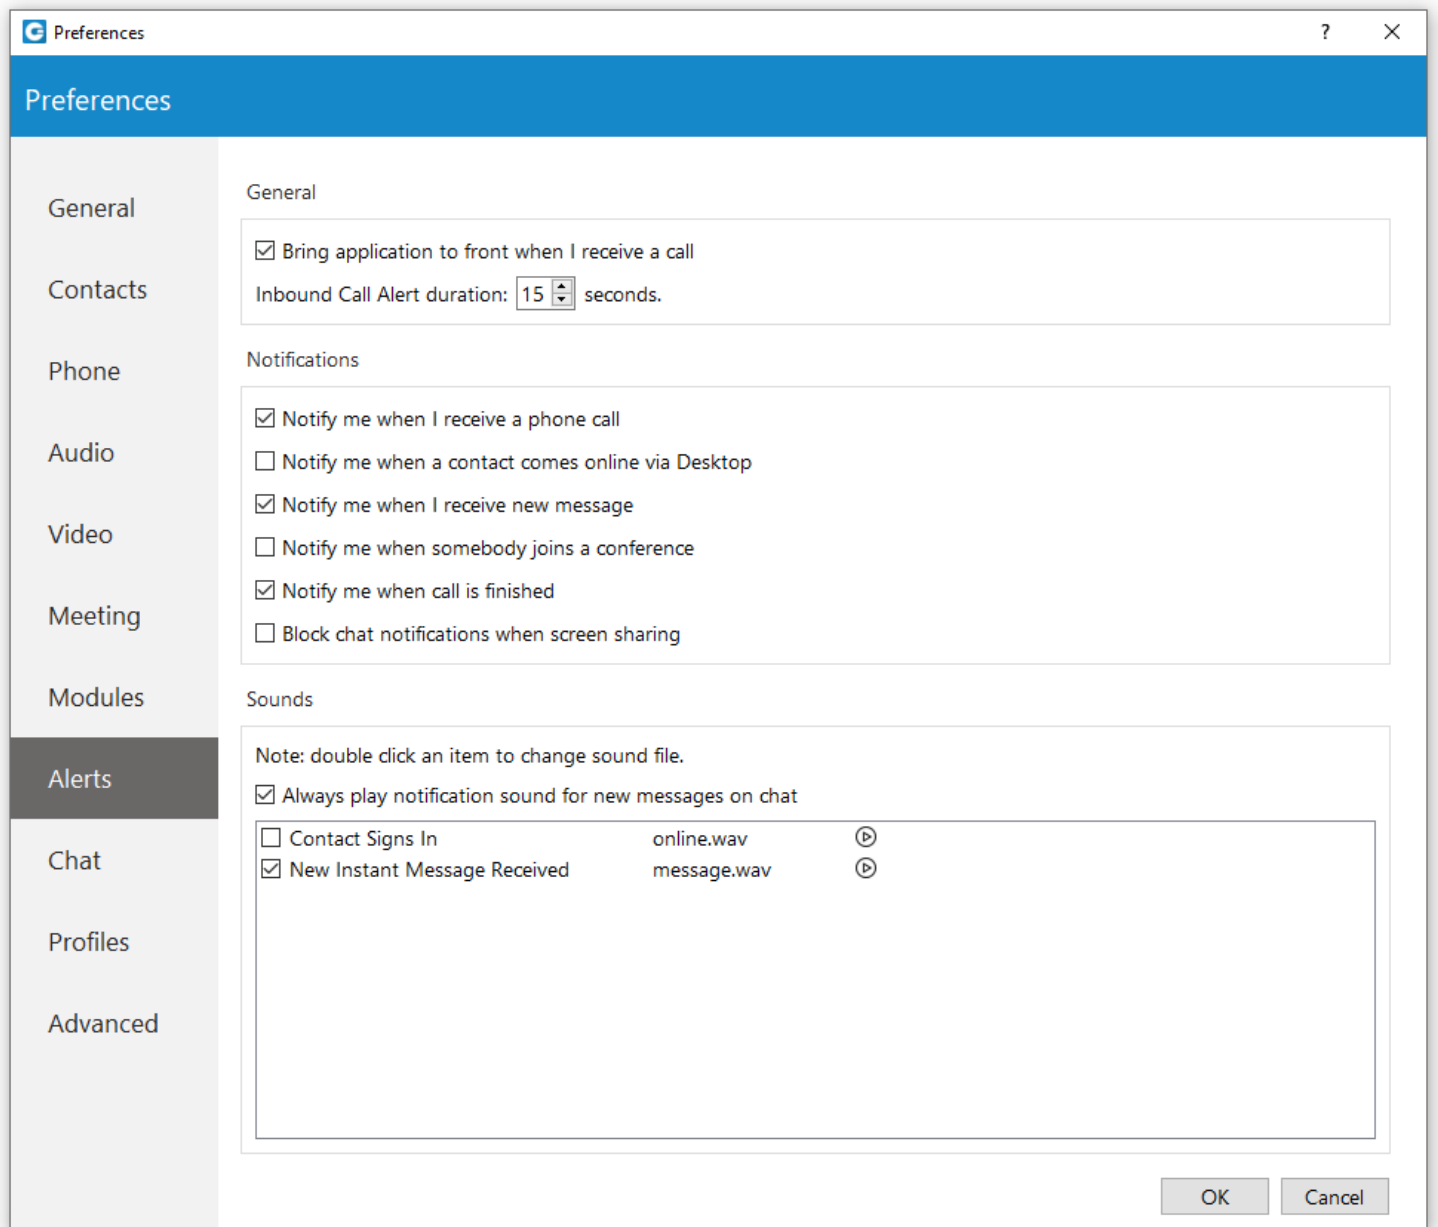 Preferences
?
Preferences
General
Contacts
Phone
Audio
Video
Meeting
Modules
Alerts
Chat
Profiles
Advanced
General
Bring application to front when I receive a call
Inbound Call Alert duration: 15 seconds.
Notifications
Notify me when I receive a phone call
Notify me when a contact comes online via Desktop
Notify me when I receive new message
Notify me when somebody joins a conference
Notify me when call is finished
Block chat notifications when screen sharing
Sounds
Note: double click an item to change sound file.
Always play notification sound for new messages on chat
Contact Signs In online.wav
New Instant Message Received message.wav
OK Cancel